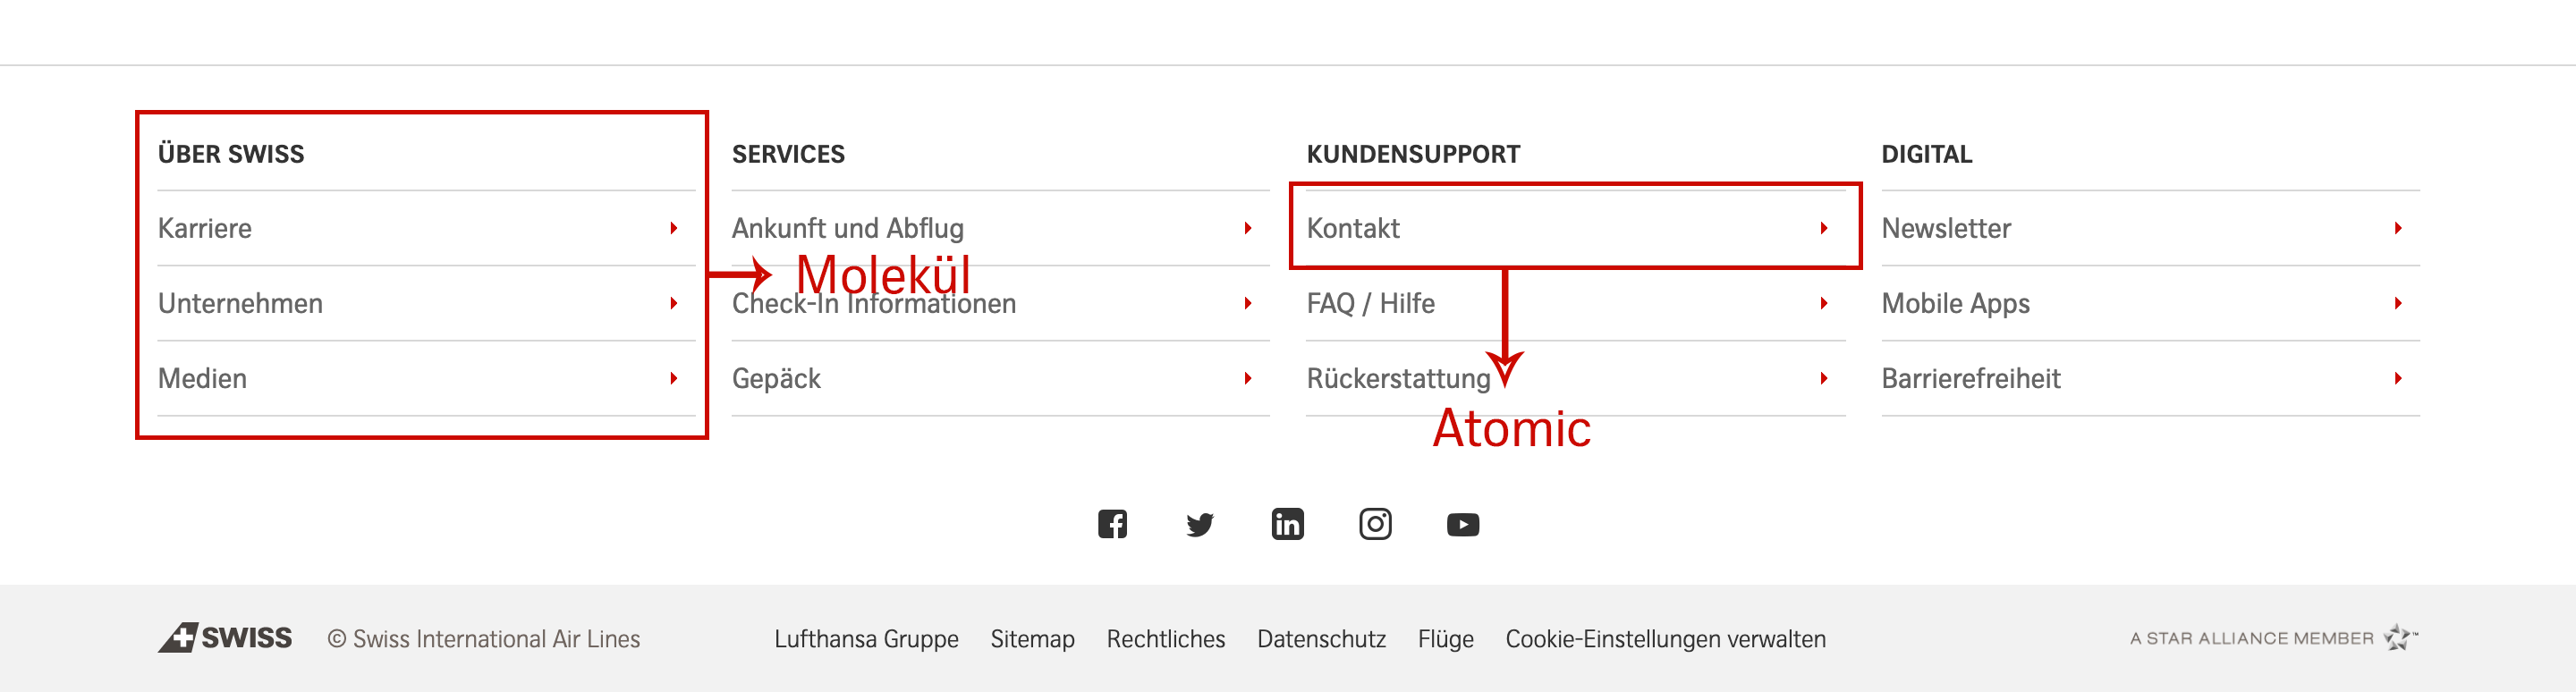 ÜBER SWISS
Karriere
Unternehmen
Medien
SERVICES
Ankunft und Abflug
Check-In Informationen
Gepäck
KUNDENSUPPORT
Kontakt
FAQ / Hilfe
Rückerstattung
DIGITAL
Newsletter
Mobile Apps
Barrierefreiheit
Molekül
Atomic
SWISS © Swiss International Air Lines Lufthansa Gruppe Sitemap Rechtliches Datenschutz Flüge Cookie-Einstellungen verwalten A STAR ALLIANCE MEMBER ™